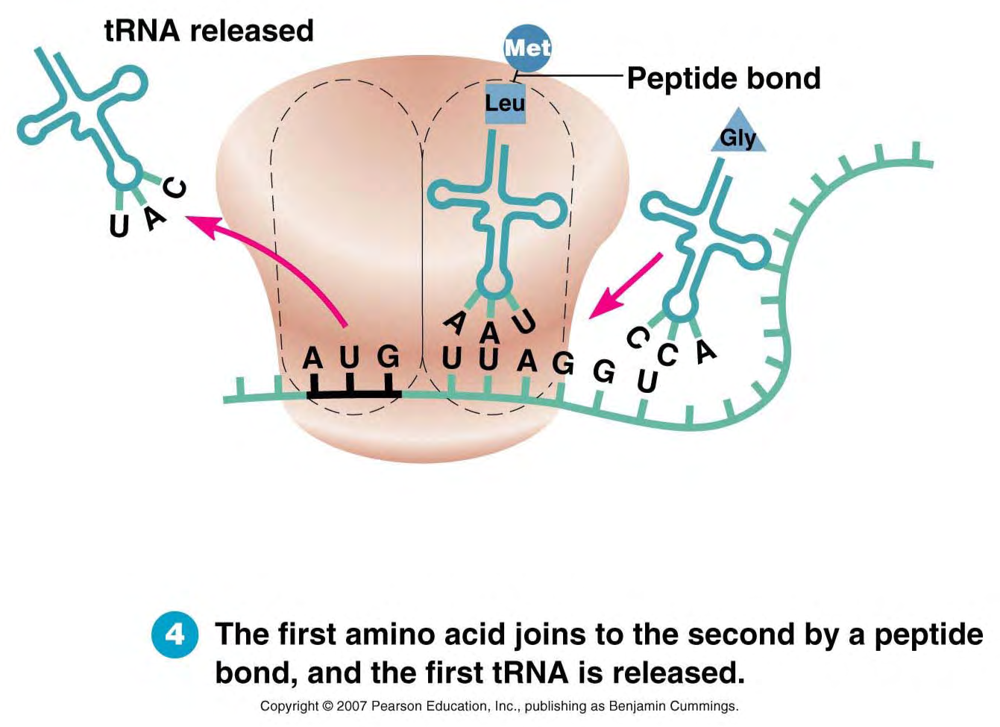 tRNA released
Met
Peptide bond
Leu
Gly
U A C
A A U
C C A
A U G U U A G G U
4 The first amino acid joins to the second by a peptide
bond, and the first tRNA is released.
Copyright © 2007 Pearson Education, Inc., publishing as Benjamin Cummings.